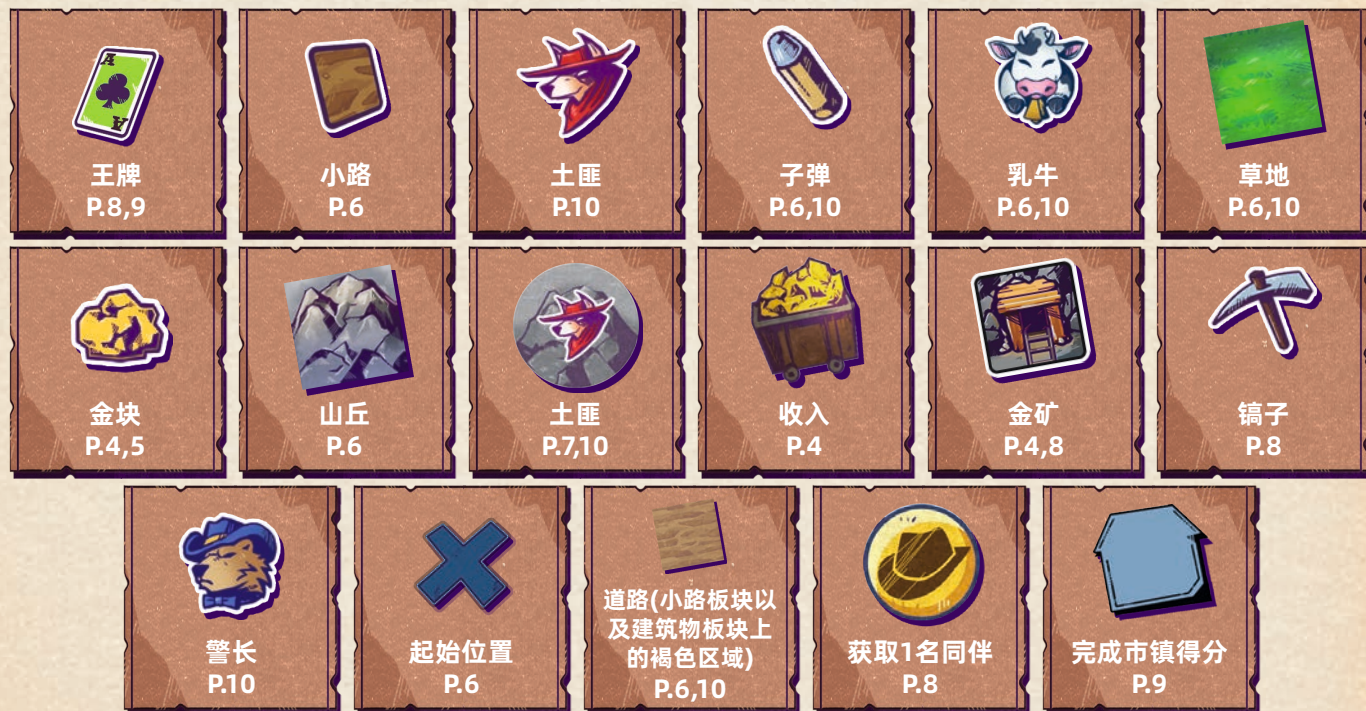 A
A
王牌
P.8,9
小路
P.6
土匪
P.10
子弹
P.6,10
乳牛
P.6,10
草地
P.6,10
金块
P.4,5
山丘
P.6
土匪
P.7,10
收入
P.4
金矿
P.4,8
镐子
P.8
警长
P.10
起始位置
P.6
道路(小路板块以
及建筑物板块上
的褐色区域)
P.6,10
获取1名同伴
P.8
完成市镇得分
P.9